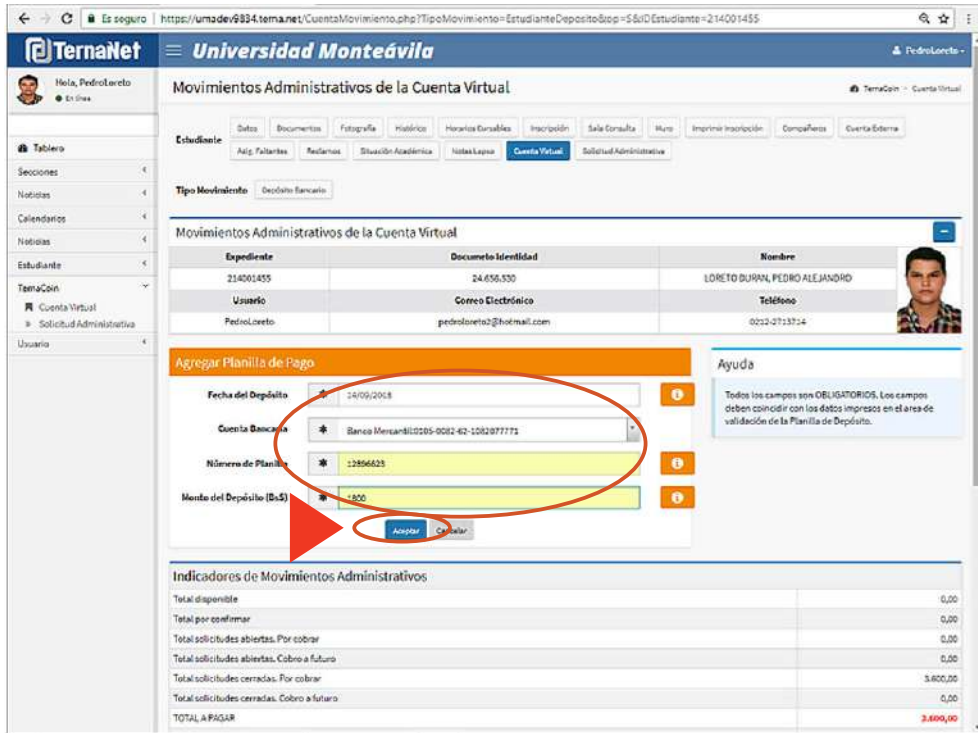 Es seguro https://umadev9834.terna.net/CuentaMovimiento.php?TipoMovimiento=EstudianteDeposito&opp=S&iDEstudiante=214001455
TernaNet Universidad Monteávila PedroLoreto
Hola, PedroLoreto
En línea
Movimientos Administrativos de la Cuenta Virtual
TernaCoin Cuenta Virtual
Estudiante Datos Documentos Fotografía Histórico Horarios Cursables Inscripción Sala Consulta Muro Imprimir Inscripción Compañeros Cuenta Externa
Asig. Faltantes Reclamos Situación Académica Notas Lapso Cuenta Virtual Solicitud Administrativa
Tipo Movimiento Depósito Bancario
Tablero
Secciones
Noticias
Calendarios
Noticias
Estudiante
TernaCoin
Cuenta Virtual
Solicitud Administrativa
Usuario
Movimientos Administrativos de la Cuenta Virtual
Expediente Documeto Identidad Nombre
214001455 24.656.530 LORETO DURAN, PEDRO ALEJANDRO
Usuario Correo Electrónico Teléfono
PedroLoreto pedroloreto2@hotmail.com 0212-2713714
Agregar Planilla de Pago
Fecha del Depósito 14/09/2018
Cuenta Bancaria Banco Mercantil:0105-0082-62-1082077771
Número de Planilla 12896623
Monto del Depósito (BsS) 1800
Aceptar Cancelar
Ayuda
Todos los campos son OBLIGATORIOS. Los campos
deben coincidir con los datos impresos en el area de
validación de la Planilla de Depósito.
Indicadores de Movimientos Administrativos
Total disponible 0,00
Total por confirmar 0,00
Total solicitudes abiertas. Por cobrar 0,00
Total solicitudes abiertas. Cobro a futuro 0,00
Total solicitudes cerradas. Por cobrar 3.600,00
Total solicitudes cerradas. Cobro a futuro 0,00
TOTAL A PAGAR 3.600,00